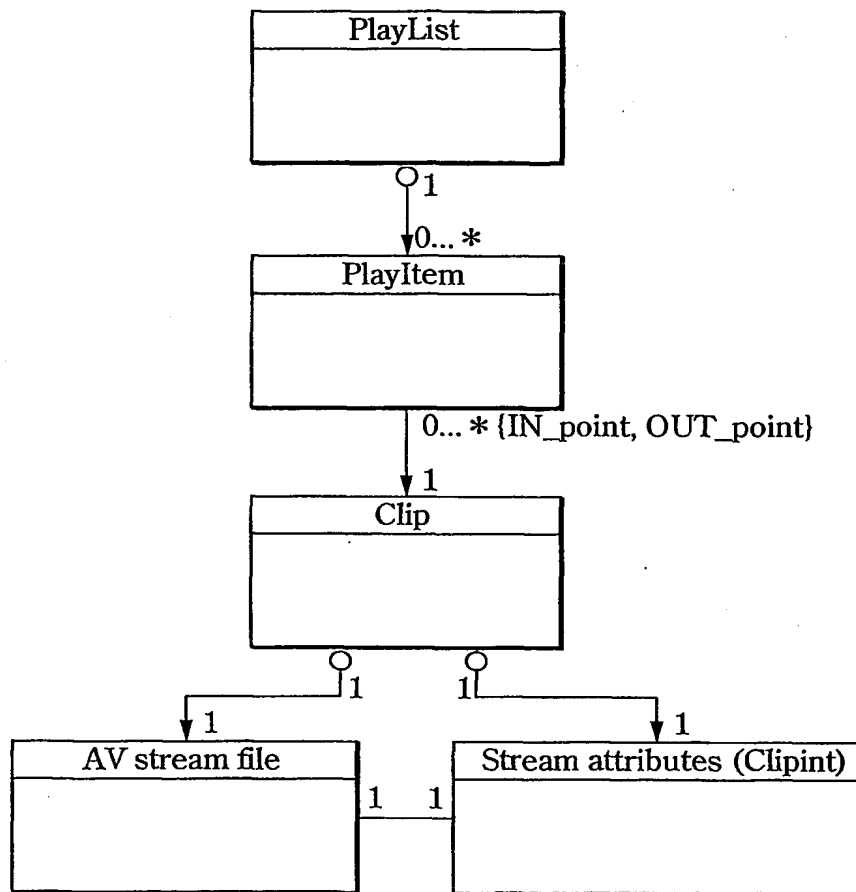 PlayList
1
0... *
PlayItem
0... * {IN_point, OUT_point}
1
Clip
1 1
1 1
AV stream file Stream attributes (Clipint)
1 1